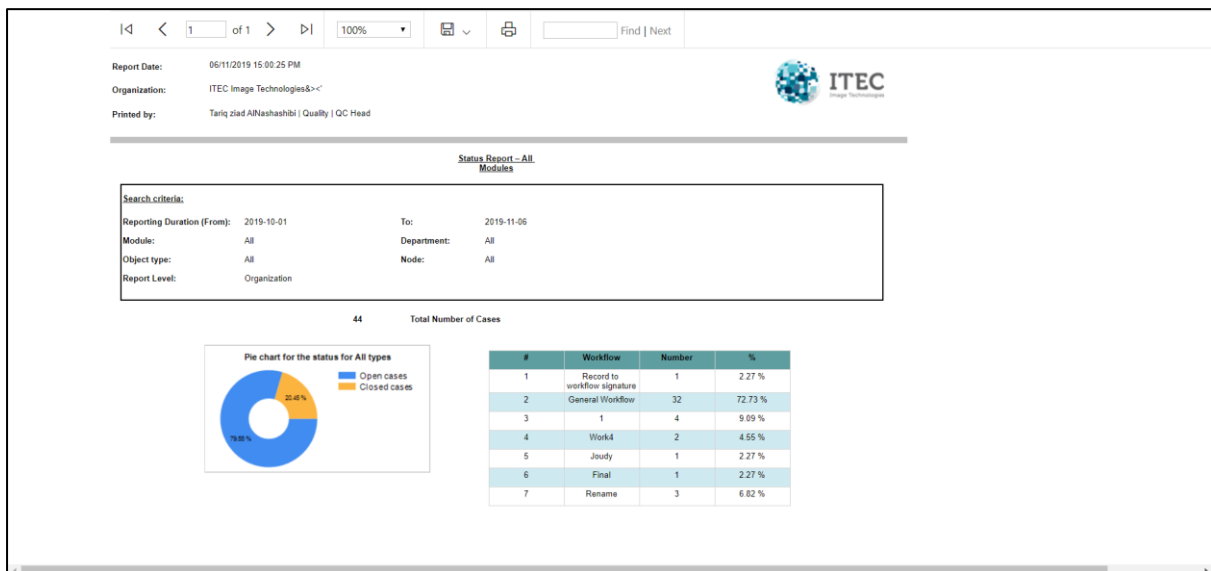 1 of 1 100% Find | Next
Report Date: 06/11/2019 15:00:25 PM
Organization: ITEC Image Technologies&><'
Printed by: Tariq ziad AlNashashibi | Quality | QC Head
ITEC
Image Technologies
Status Report – All
Modules
Search criteria:
Reporting Duration (From): 2019-10-01 To: 2019-11-06
Module: All Department: All
Object type: All Node: All
Report Level: Organization
44 Total Number of Cases
Pie chart for the status for All types
Open cases
Closed cases
20.45 %
79.55 %
# Workflow Number %
1 Record to workflow signature 1 2.27 %
2 General Workflow 32 72.73 %
3 1 4 9.09 %
4 Work4 2 4.55 %
5 Joudy 1 2.27 %
6 Final 1 2.27 %
7 Rename 3 6.82 %